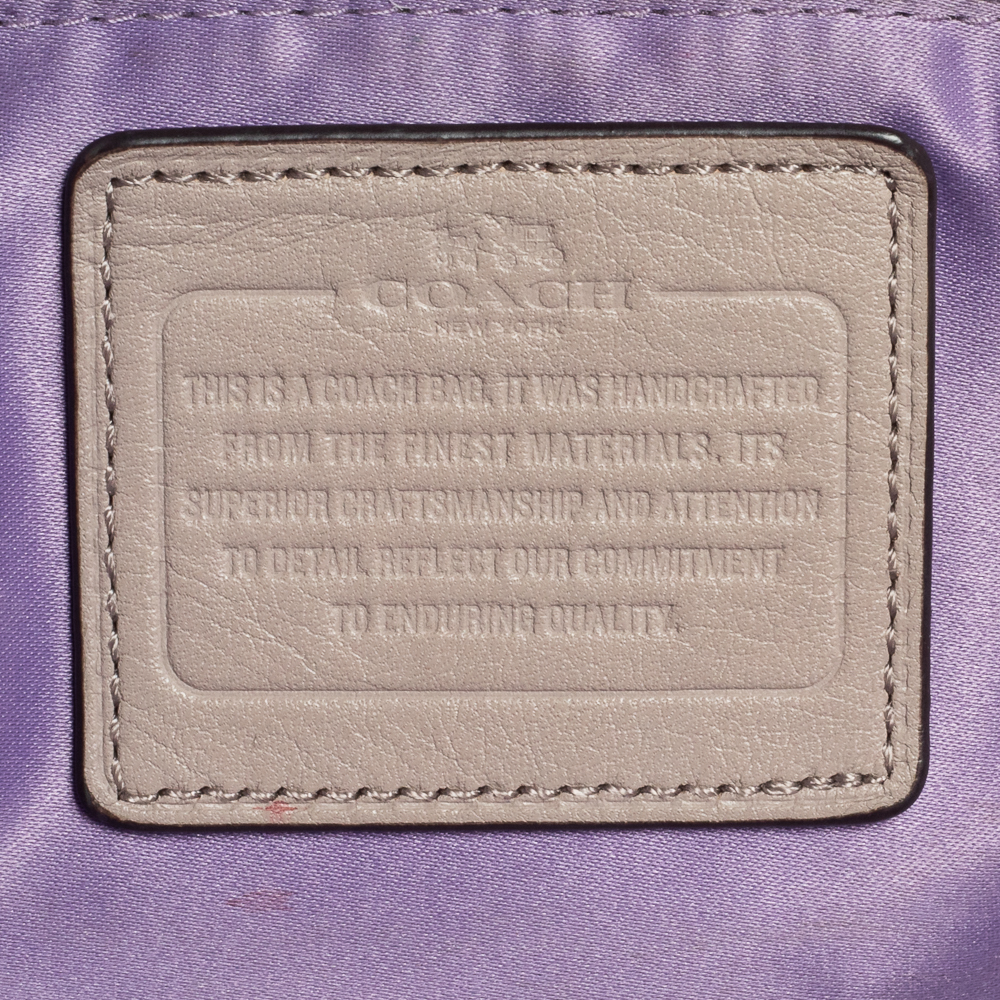 COACH
NEW YORK
THIS IS A COACH BAG. IT WAS HANDCRAFTED
FROM THE FINEST MATERIALS. ITS
SUPERIOR CRAFTSMANSHIP AND ATTENTION
TO DETAIL REFLECT OUR COMMITMENT
TO ENDURING QUALITY.